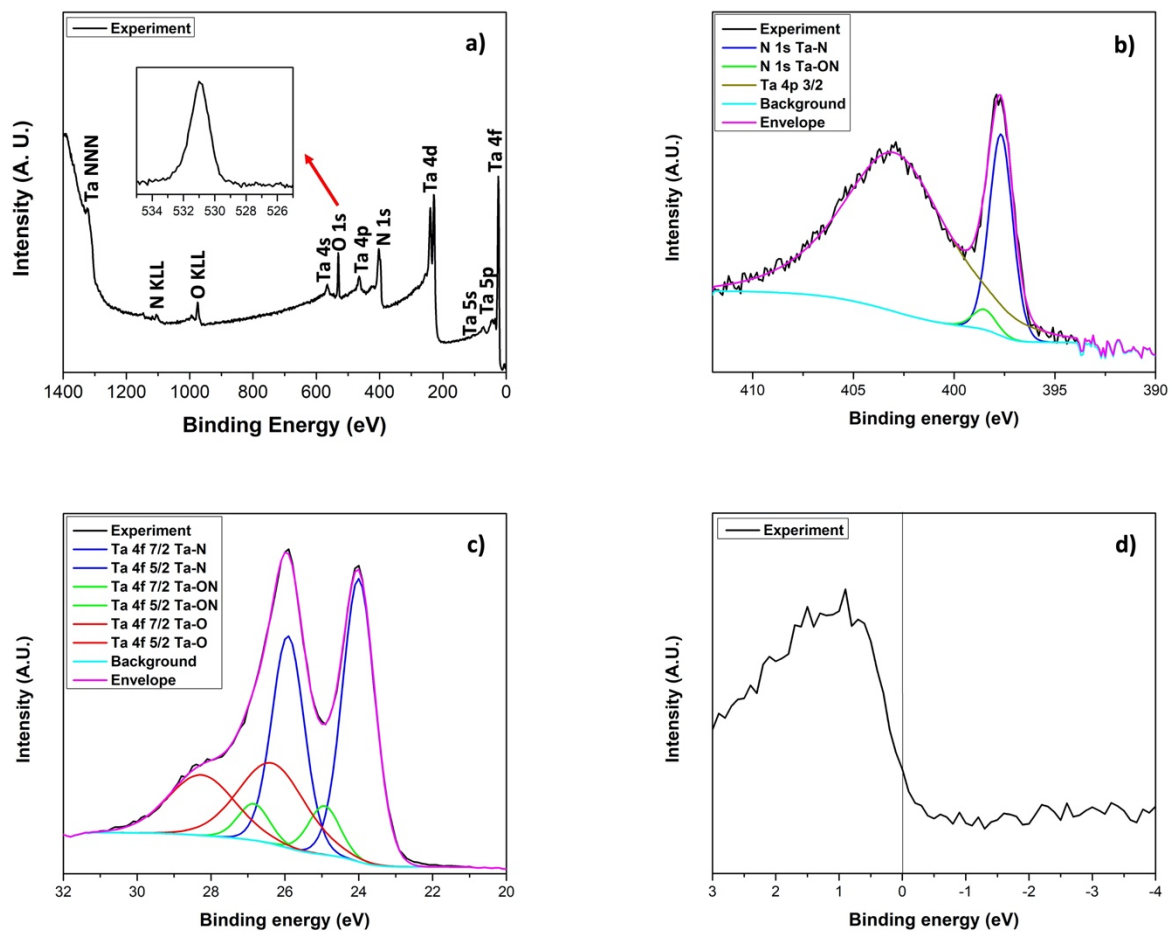 Experiment
a)
534 532 530 528 526
Ta NNN
N KLL
O KLL
Ta 4s
O 1s
Ta 4p
N 1s
Ta 4d
Ta 5s
Ta 5p
Ta 4f
Intensity (A. U.)
1400 1200 1000 800 600 400 200 0
Binding Energy (eV)
Experiment
N 1s Ta-N
N 1s Ta-ON
Ta 4p 3/2
Background
Envelope
b)
Intensity (A.U.)
410 405 400 395 390
Binding energy (eV)
Experiment
Ta 4f 7/2 Ta-N
Ta 4f 5/2 Ta-N
Ta 4f 7/2 Ta-ON
Ta 4f 5/2 Ta-ON
Ta 4f 7/2 Ta-O
Ta 4f 5/2 Ta-O
Background
Envelope
c)
Intensity (A.U.)
32 30 28 26 24 22 20
Binding energy (eV)
Experiment
d)
Intensity (A.U.)
3 2 1 0 -1 -2 -3 -4
Binding energy (eV)